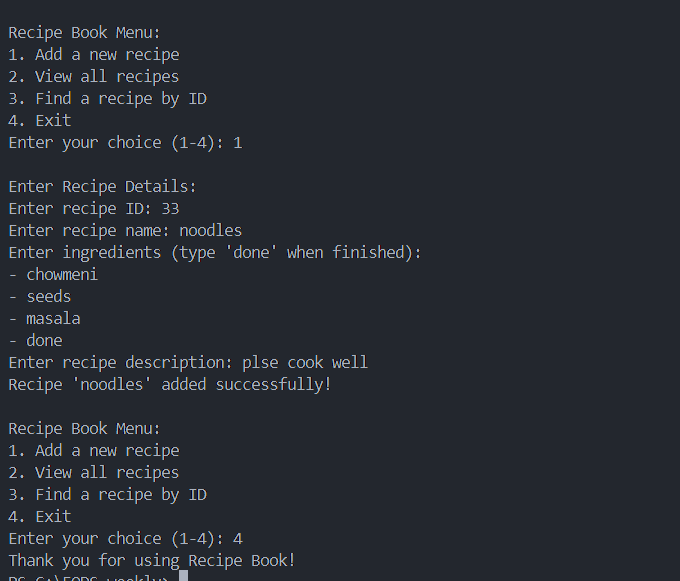 Recipe Book Menu:
1. Add a new recipe
2. View all recipes
3. Find a recipe by ID
4. Exit
Enter your choice (1-4): 1
Enter Recipe Details:
Enter recipe ID: 33
Enter recipe name: noodles
Enter ingredients (type 'done' when finished):
- chowmeni
- seeds
- masala
- done
Enter recipe description: plse cook well
Recipe 'noodles' added successfully!
Recipe Book Menu:
1. Add a new recipe
2. View all recipes
3. Find a recipe by ID
4. Exit
Enter your choice (1-4): 4
Thank you for using Recipe Book!